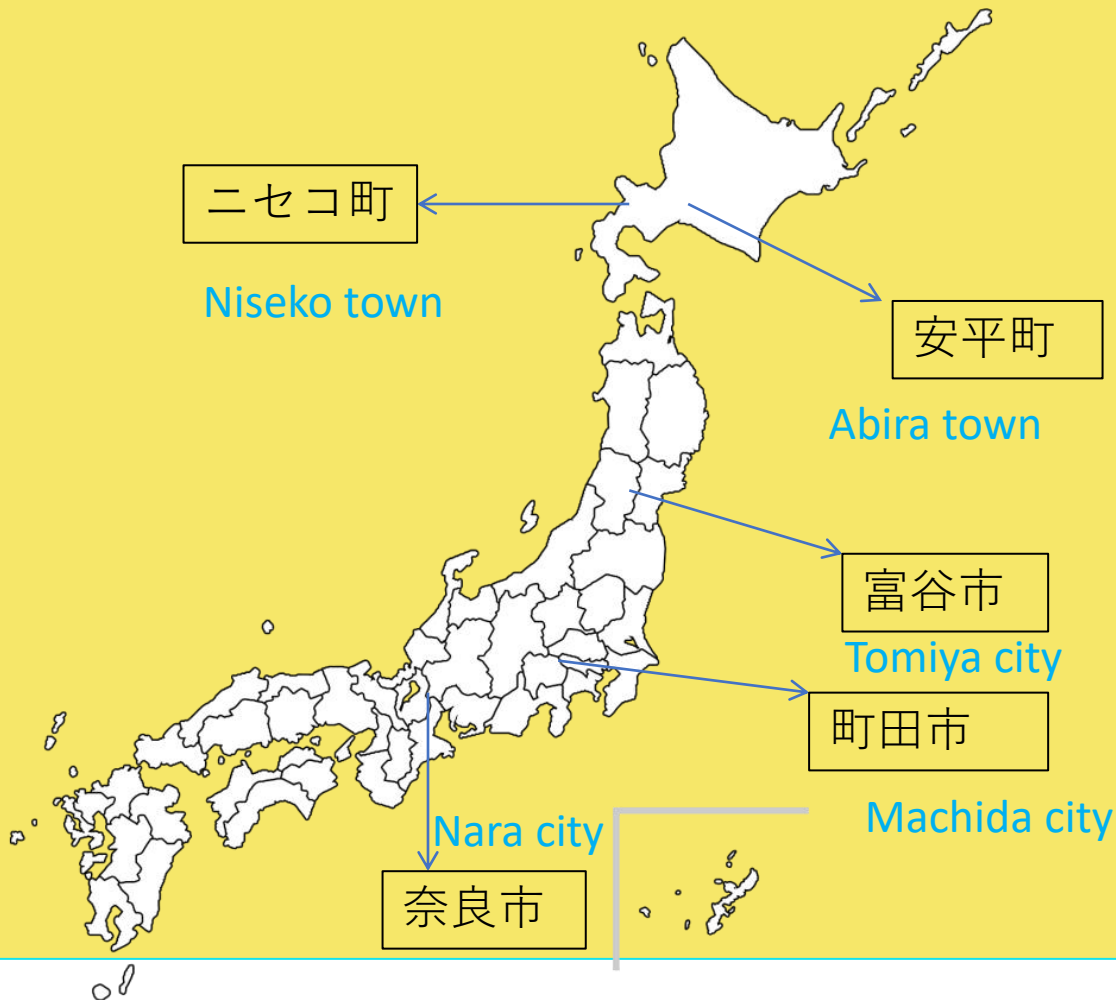 ニセコ町
Niseko town
安平町
Abira town
富谷市
Tomiya city
町田市
Machida city
Nara city
奈良市